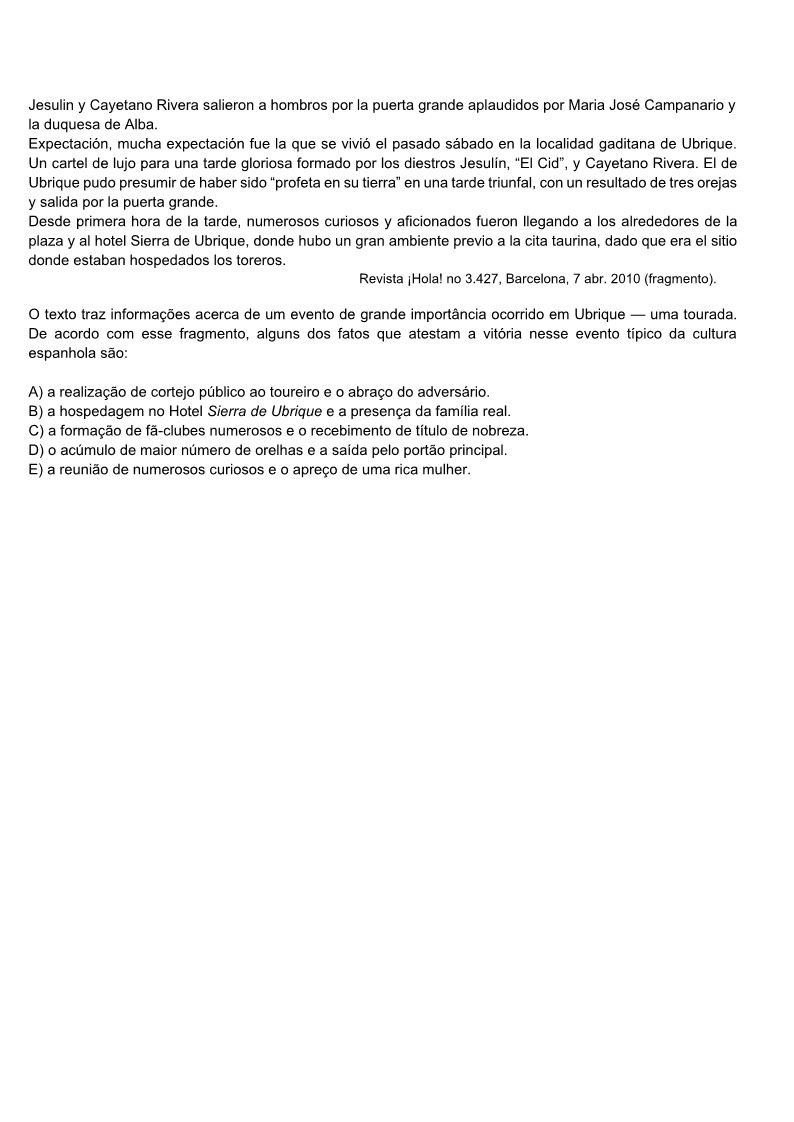 Jesulin y Cayetano Rivera salieron a hombros por la puerta grande aplaudidos por Maria José Campanario y
la duquesa de Alba.
Expectación, mucha expectación fue la que se vivió el pasado sábado en la localidad gaditana de Ubrique.
Un cartel de lujo para una tarde gloriosa formado por los diestros Jesulín, “El Cid”, y Cayetano Rivera. El de
Ubrique pudo presumir de haber sido “profeta en su tierra” en una tarde triunfal, con un resultado de tres orejas
y salida por la puerta grande.
Desde primera hora de la tarde, numerosos curiosos y aficionados fueron llegando a los alrededores de la
plaza y al hotel Sierra de Ubrique, donde hubo un gran ambiente previo a la cita taurina, dado que era el sitio
donde estaban hospedados los toreros.
Revista ¡Hola! no 3.427, Barcelona, 7 abr. 2010 (fragmento).
O texto traz informações acerca de um evento de grande importância ocorrido em Ubrique — uma tourada.
De acordo com esse fragmento, alguns dos fatos que atestam a vitória nesse evento típico da cultura
espanhola são:
A) a realização de cortejo público ao toureiro e o abraço do adversário.
B) a hospedagem no Hotel Sierra de Ubrique e a presença da família real.
C) a formação de fã-clubes numerosos e o recebimento de título de nobreza.
D) o acúmulo de maior número de orelhas e a saída pelo portão principal.
E) a reunião de numerosos curiosos e o apreço de uma rica mulher.